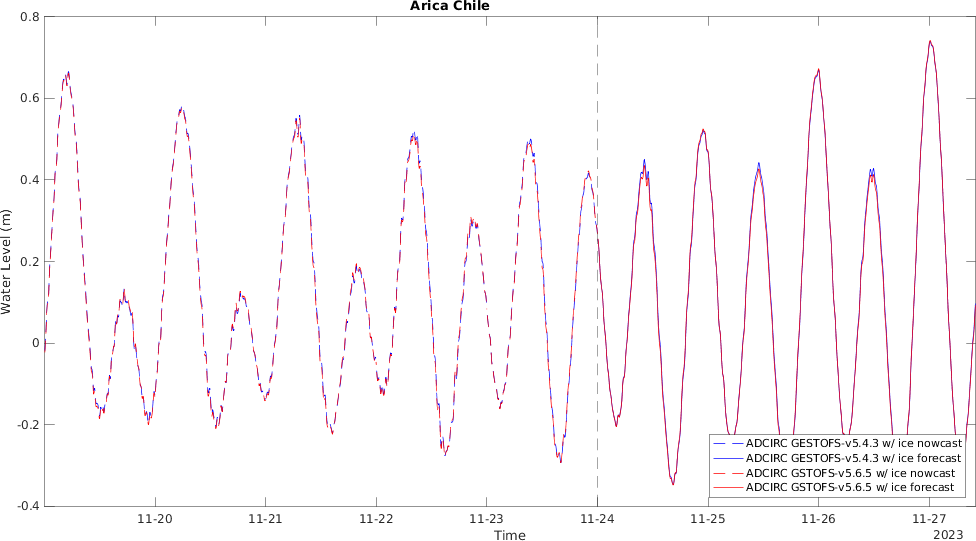 Arica Chile
0.8
0.6
0.4
0.2
0
-0.2
-0.4
Water Level (m)
11-20 11-21 11-22 11-23 11-24 11-25 11-26 11-27
Time
2023
ADCIRC GESTOFS-v5.4.3 w/ ice nowcast
ADCIRC GESTOFS-v5.4.3 w/ ice forecast
ADCIRC GSTOFS-v5.6.5 w/ ice nowcast
ADCIRC GSTOFS-v5.6.5 w/ ice forecast